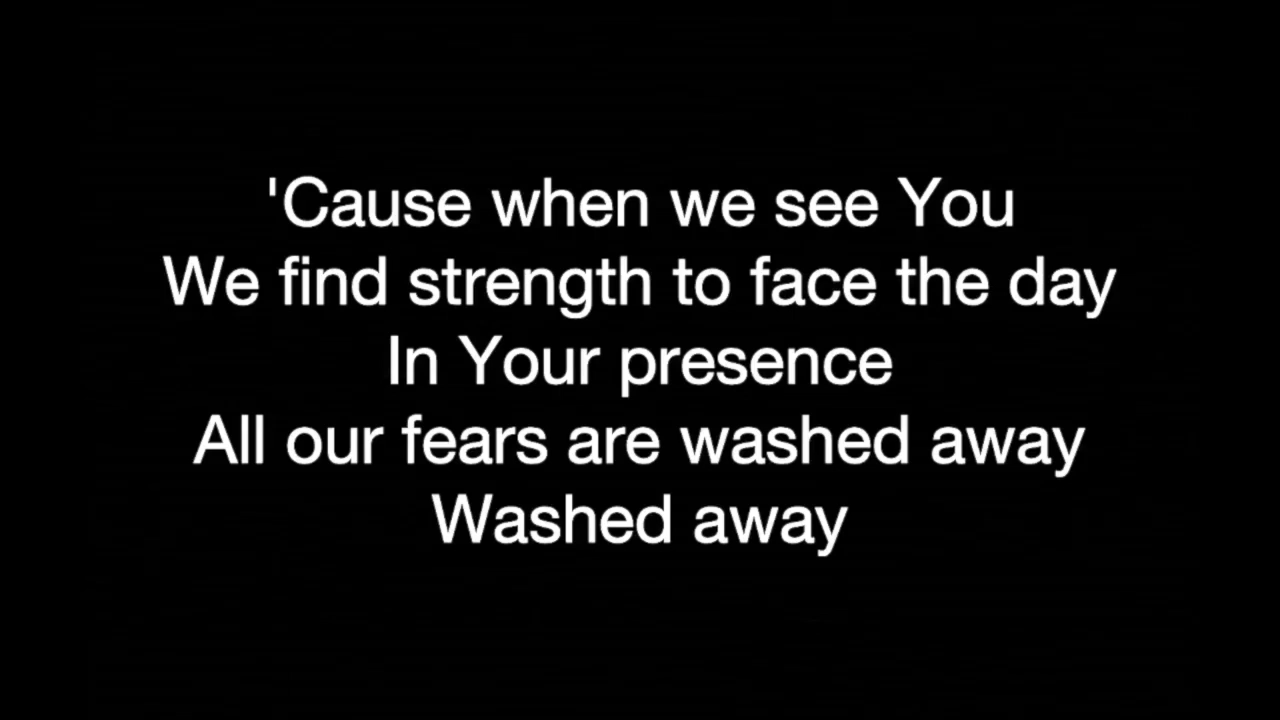 'Cause when we see You
We find strength to face the day
In Your presence
All our fears are washed away
Washed away